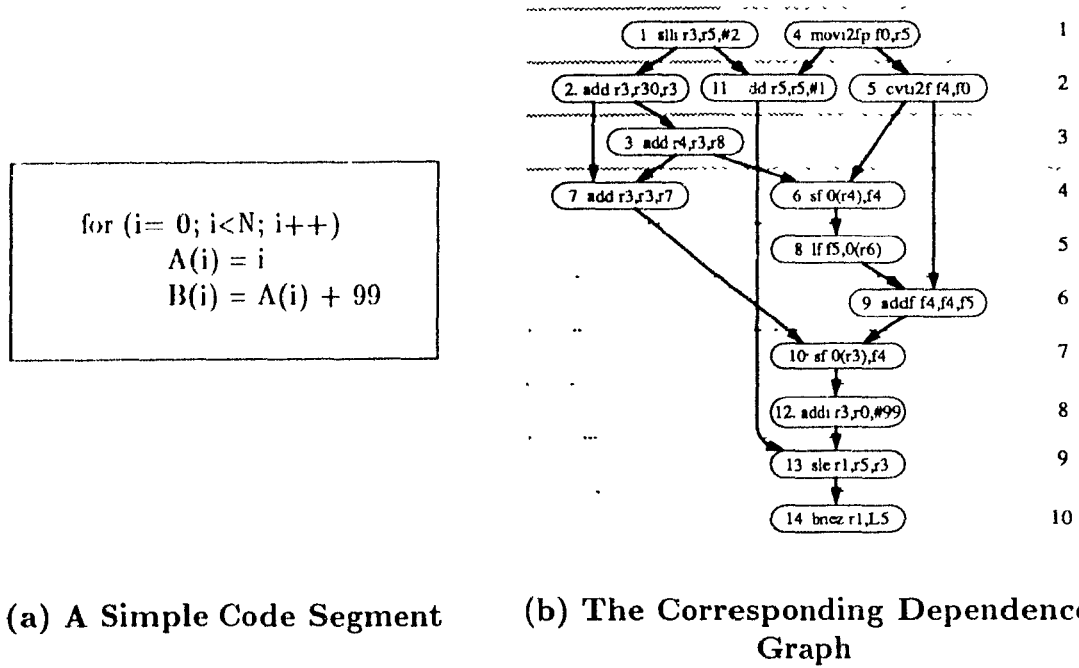 for (i= 0; i<N; i++)
A(i) = i
B(i) = A(i) + 99
(a) A Simple Code Segment
1 slli r3,r5,#2
4 movi2fp f0,r5
1
2. add r3,r30,r3
11 dd r5,r5,#1
5 cvti2f f4,f0
2
3 add r4,r3,r8
3
7 add r3,r3,r7
6 sf 0(r4),f4
4
8 lf f5,0(r6)
5
9 addf f4,f4,f5
6
10 sf 0(r3),f4
7
12. addi r3,r0,#99
8
13 sle r1,r5,r3
9
14 bnez r1,L5
10
(b) The Corresponding Dependence
Graph